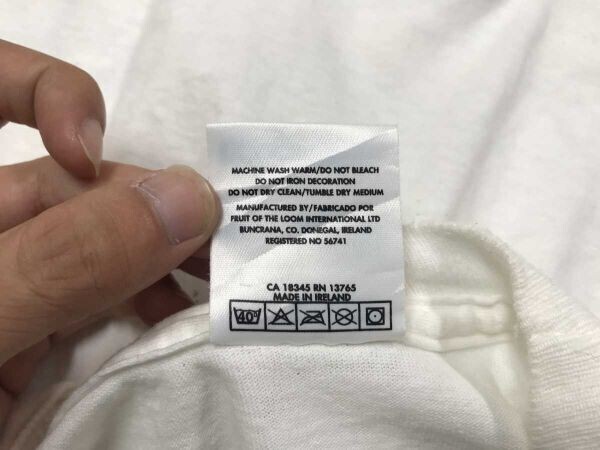 MACHINE WASH WARM/DO NOT BLEACH
DO NOT IRON DECORATION
DO NOT DRY CLEAN/TUMBLE DRY MEDIUM
MANUFACTURED BY/FABRICADO POR
FRUIT OF THE LOOM INTERNATIONAL LTD
BUNCRANA, CO. DONEGAL, IRELAND
REGISTERED NO 56741
CA 18345 RN 13765
MADE IN IRELAND
40°